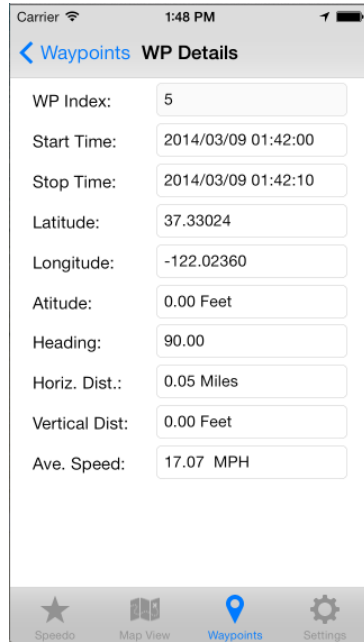 Carrier 1:48 PM
Waypoints WP Details
WP Index: 5
Start Time: 2014/03/09 01:42:00
Stop Time: 2014/03/09 01:42:10
Latitude: 37.33024
Longitude: -122.02360
Atitude: 0.00 Feet
Heading: 90.00
Horiz. Dist.: 0.05 Miles
Vertical Dist: 0.00 Feet
Ave. Speed: 17.07 MPH
Speedo Map View Waypoints Settings